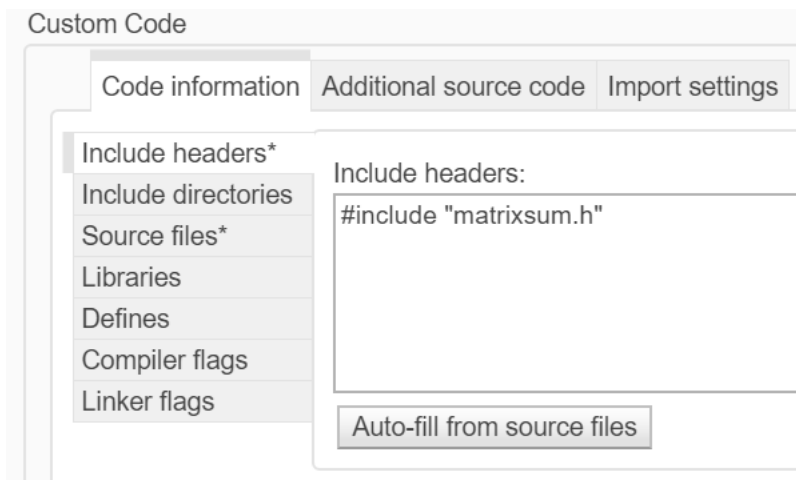 Custom Code
Code information Additional source code Import settings
Include headers*
Include directories
Source files*
Libraries
Defines
Compiler flags
Linker flags
Include headers:
#include "matrixsum.h"
Auto-fill from source files